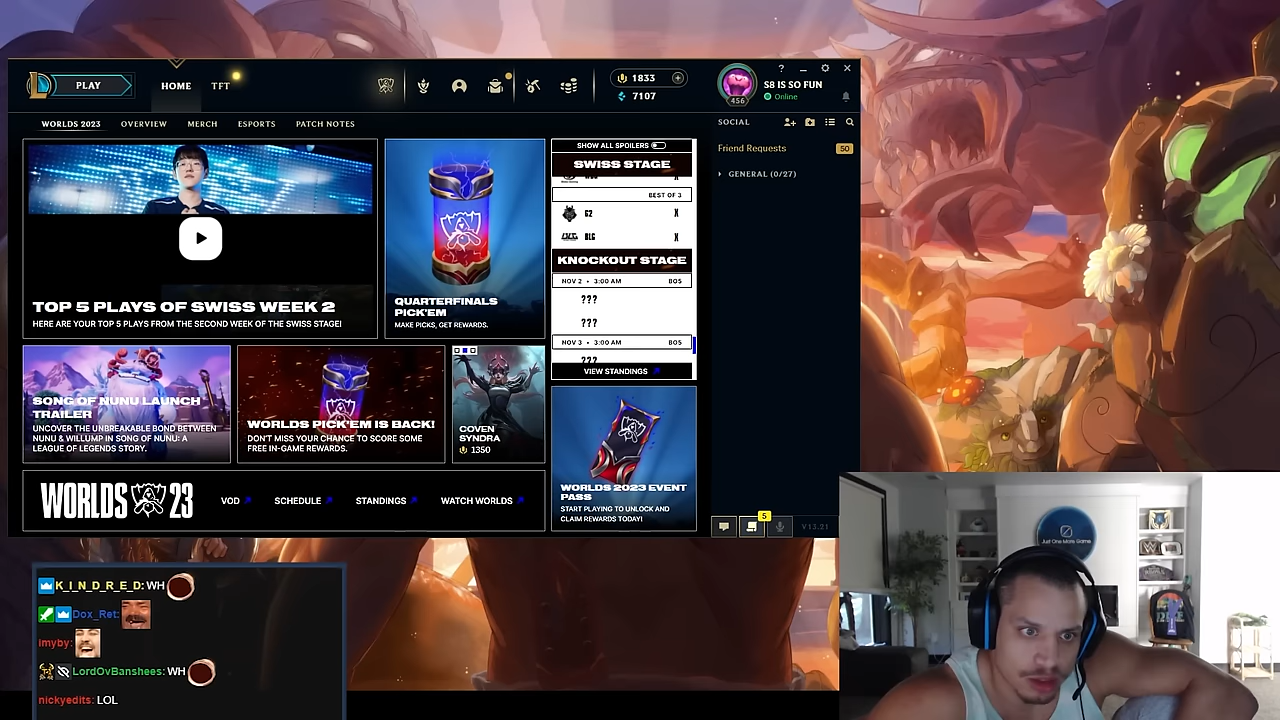 PLAY
HOME
TFT
1833
7107
456
S8 IS SO FUN
Online
WORLDS 2023
OVERVIEW
MERCH
ESPORTS
PATCH NOTES
SOCIAL
Friend Requests
50
GENERAL (0/27)
TOP 5 PLAYS OF SWISS WEEK 2
HERE ARE YOUR TOP 5 PLAYS FROM THE SECOND WEEK OF THE SWISS STAGE!
QUARTERFINALS
PICK'EM
MAKE PICKS, GET REWARDS.
SHOW ALL SPOILERS
SWISS STAGE
BEST OF 3
G2 X
BLG X
KNOCKOUT STAGE
NOV 2 • 3:00 AM BO5
???
???
NOV 3 • 3:00 AM BO5
???
VIEW STANDINGS
SONG OF NUNU LAUNCH
TRAILER
UNCOVER THE UNBREAKABLE BOND BETWEEN
NUNU & WILLUMP IN SONG OF NUNU: A
LEAGUE OF LEGENDS STORY.
WORLDS PICK'EM IS BACK!
DON'T MISS YOUR CHANCE TO SCORE SOME
FREE IN-GAME REWARDS.
COVEN
SYNDRA
1350
WORLDS 2023 EVENT
PASS
START PLAYING TO UNLOCK AND
CLAIM REWARDS TODAY!
WORLDS 23
VOD
SCHEDULE
STANDINGS
WATCH WORLDS
5
V13.21
K_I_N_D_R_E_D: WH
Dox_Ret:
imyby:
LordOvBanshees: WH
nickyedits: LOL
Just One More Game